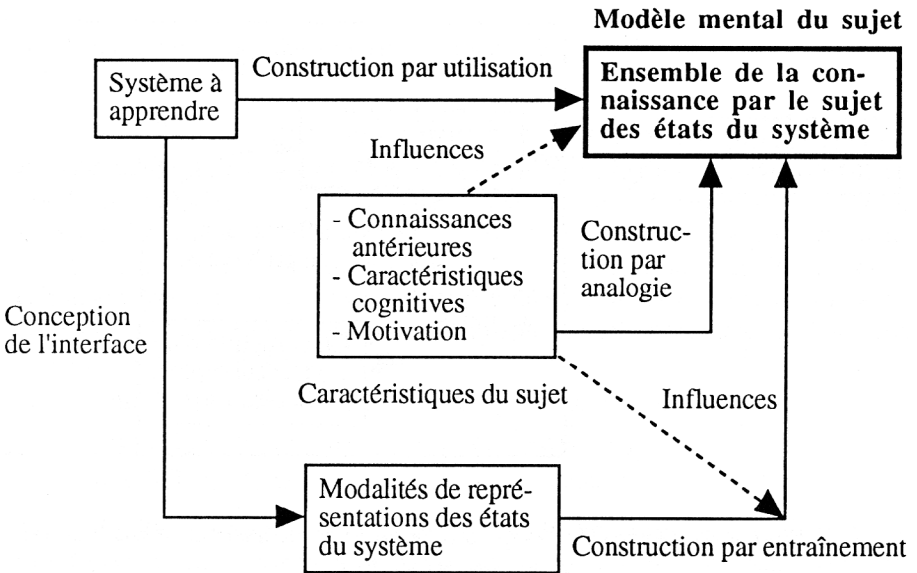 Modèle mental du sujet
Système à
apprendre
Construction par utilisation
Ensemble de la con-
naissance par le sujet
des états du système
Influences
- Connaissances
antérieures
- Caractéristiques
cognitives
- Motivation
Construc-
tion par
analogie
Conception
de l'interface
Caractéristiques du sujet
Influences
Modalités de repré-
sentations des états
du système
Construction par entraînement